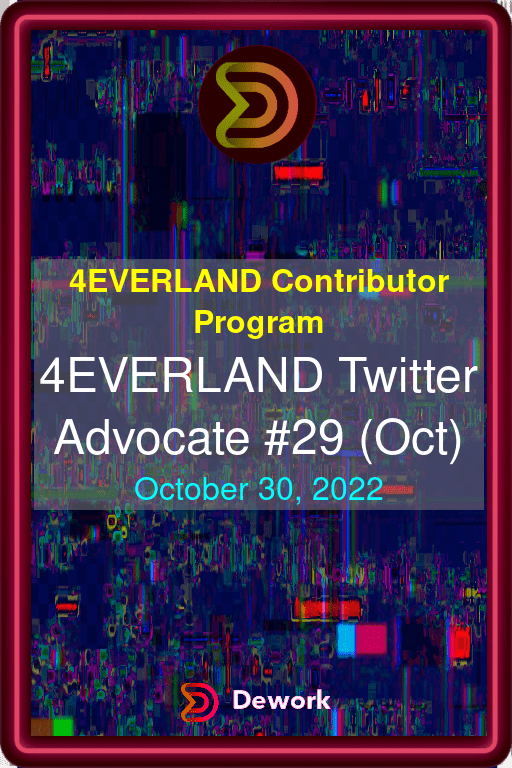 4EVERLAND Contributor
Program
4EVERLAND Twitter
Advocate #29 (Oct)
October 30, 2022
Dework